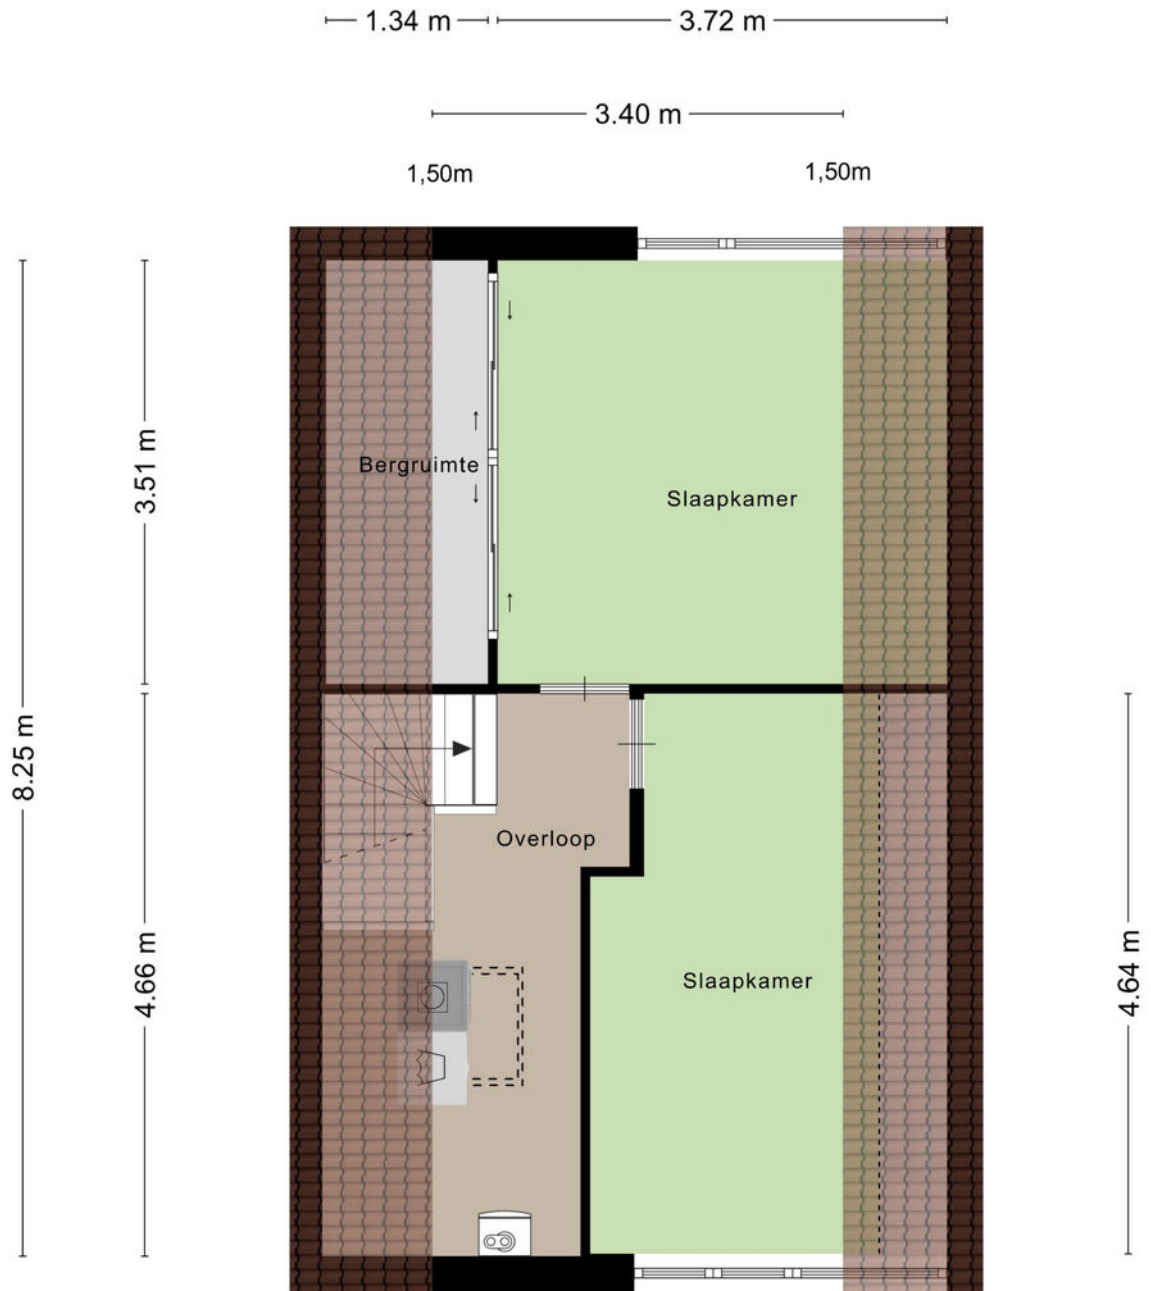 1.34 m
3.72 m
3.40 m
1,50m
1,50m
3.51 m
Bergruimte
Slaapkamer
8.25 m
Overloop
4.66 m
Slaapkamer
4.64 m